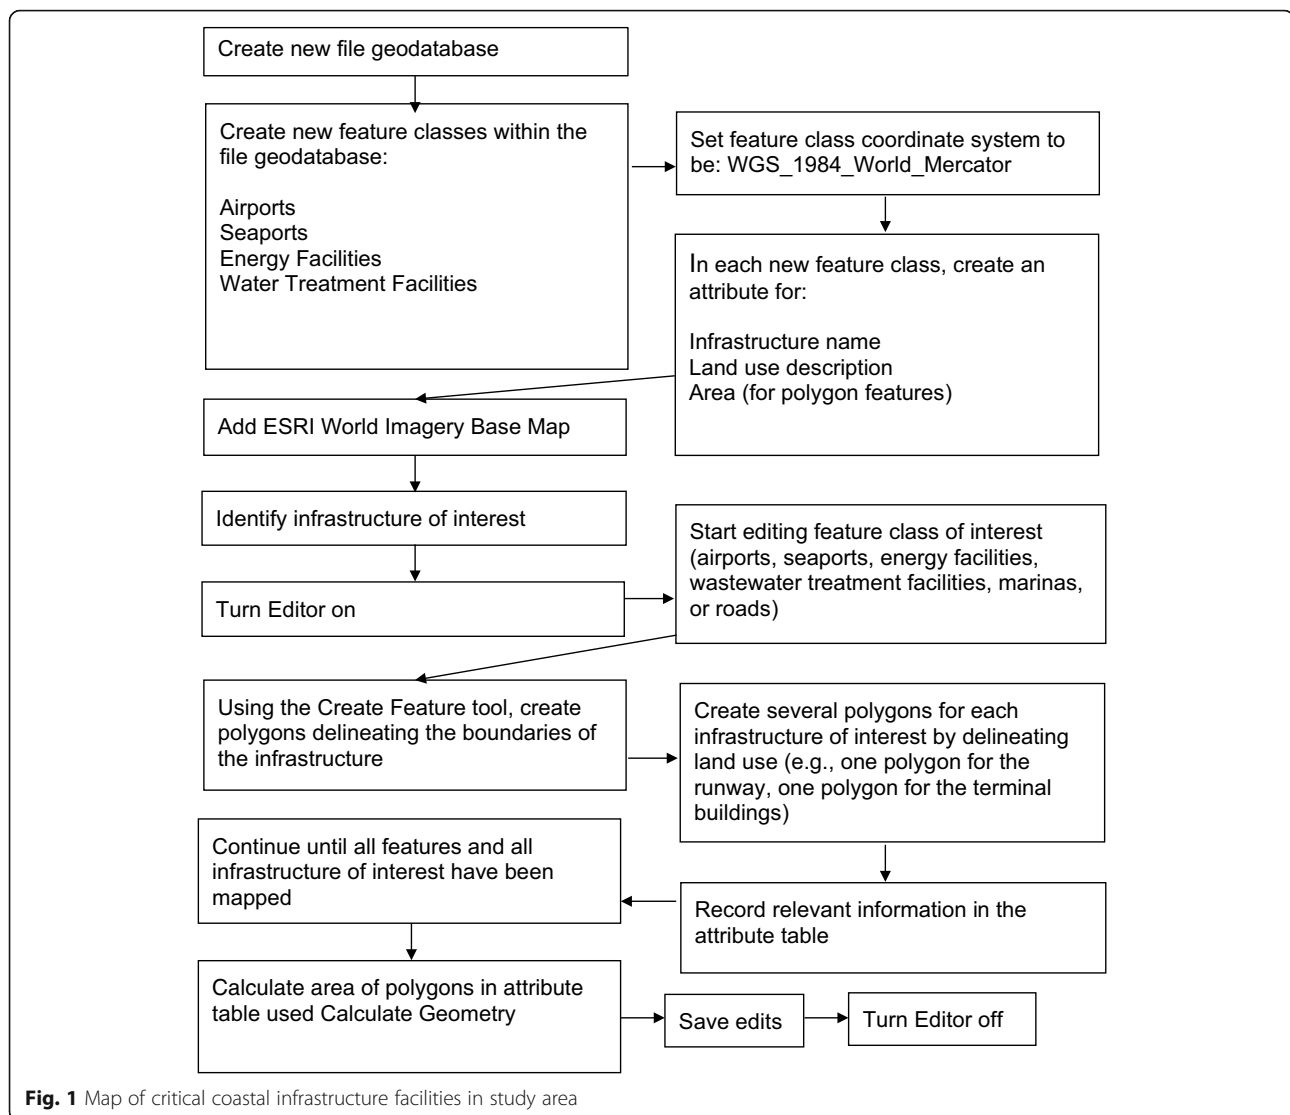 Create new file geodatabase
Create new feature classes within the
file geodatabase:
Airports
Seaports
Energy Facilities
Water Treatment Facilities
Set feature class coordinate system to
be: WGS_1984_World_Mercator
In each new feature class, create an
attribute for:
Infrastructure name
Land use description
Area (for polygon features)
Add ESRI World Imagery Base Map
Identify infrastructure of interest
Turn Editor on
Start editing feature class of interest
(airports, seaports, energy facilities,
wastewater treatment facilities, marinas,
or roads)
Using the Create Feature tool, create
polygons delineating the boundaries of
the infrastructure
Create several polygons for each
infrastructure of interest by delineating
land use (e.g., one polygon for the
runway, one polygon for the terminal
buildings)
Record relevant information in the
attribute table
Continue until all features and all
infrastructure of interest have been
mapped
Calculate area of polygons in attribute
table used Calculate Geometry
Save edits
Turn Editor off
Fig. 1 Map of critical coastal infrastructure facilities in study area